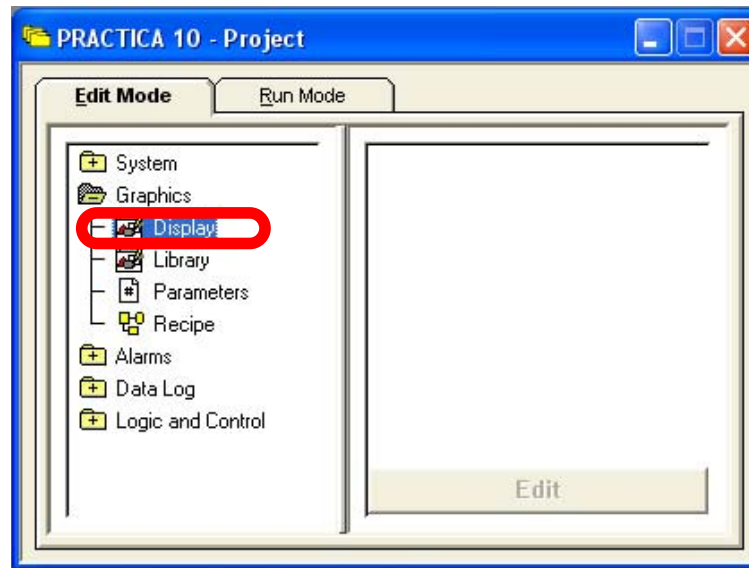 PRACTICA 10 - Project
Edit Mode
Run Mode
System
Graphics
Display
Library
Parameters
Recipe
Alarms
Data Log
Logic and Control
Edit